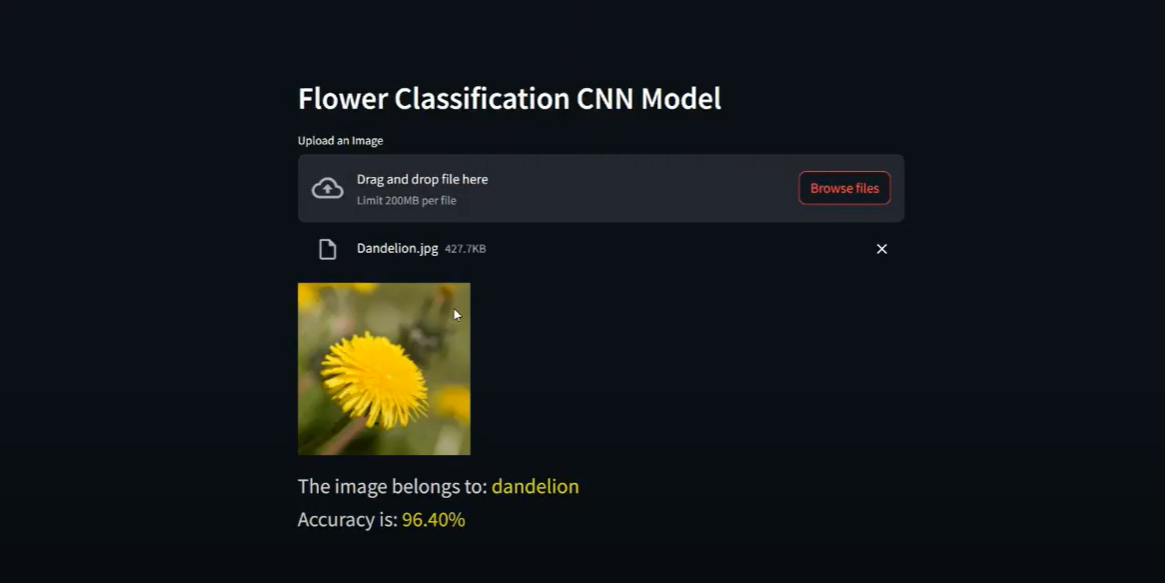 Flower Classification CNN Model
Upload an Image
Drag and drop file here
Limit 200MB per file
Browse files
Dandelion.jpg 427.7KB
The image belongs to: dandelion
Accuracy is: 96.40%